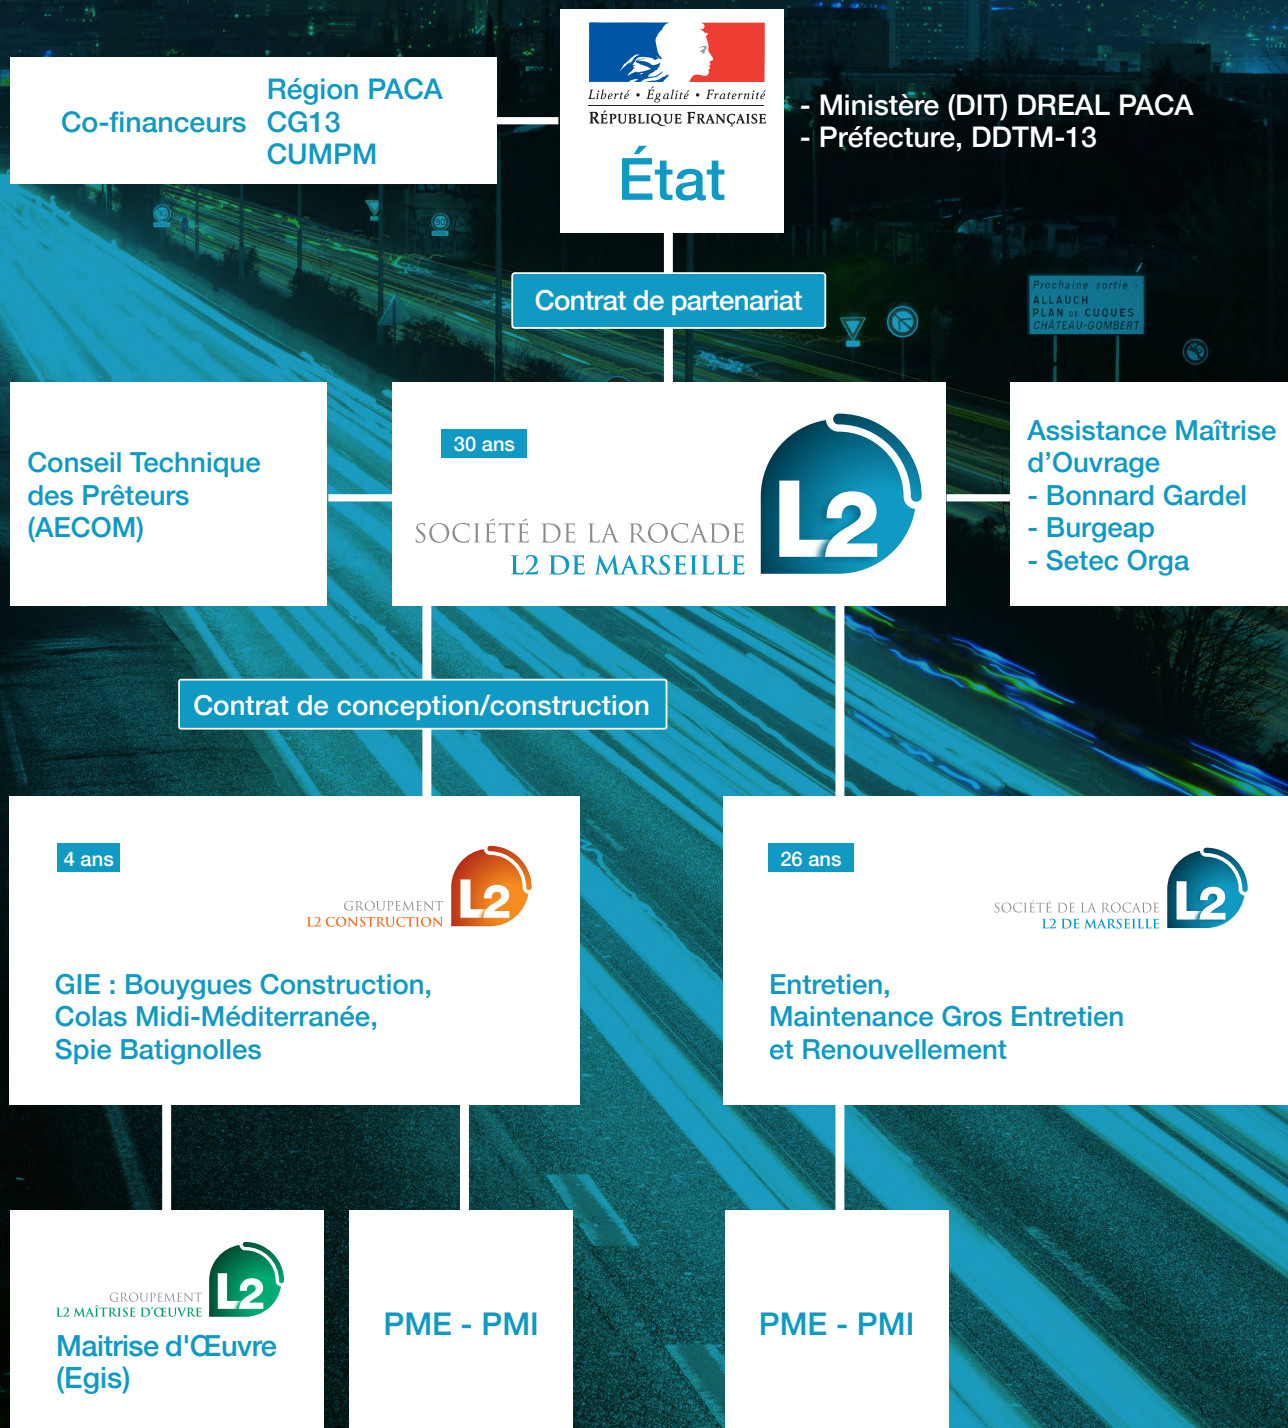 Co-financeurs
Région PACA
CG13
CUMPM
Liberté • Égalité • Fraternité
RÉPUBLIQUE FRANÇAISE
État
- Ministère (DIT) DREAL PACA
- Préfecture, DDTM-13
Contrat de partenariat
Prochaine sortie :
ALLAUCH
PLAN DE CUQUES
CHÂTEAU-GOMBERT
Conseil Technique
des Prêteurs
(AECOM)
30 ans
SOCIÉTÉ DE LA ROCADE
L2 DE MARSEILLE
L2
Assistance Maîtrise
d’Ouvrage
- Bonnard Gardel
- Burgeap
- Setec Orga
Contrat de conception/construction
4 ans
GROUPEMENT
L2 CONSTRUCTION
L2
GIE : Bouygues Construction,
Colas Midi-Méditerranée,
Spie Batignolles
26 ans
SOCIÉTÉ DE LA ROCADE
L2 DE MARSEILLE
L2
Entretien,
Maintenance Gros Entretien
et Renouvellement
GROUPEMENT
L2 MAÎTRISE D'ŒUVRE
L2
Maitrise d'Œuvre
(Egis)
PME - PMI
PME - PMI